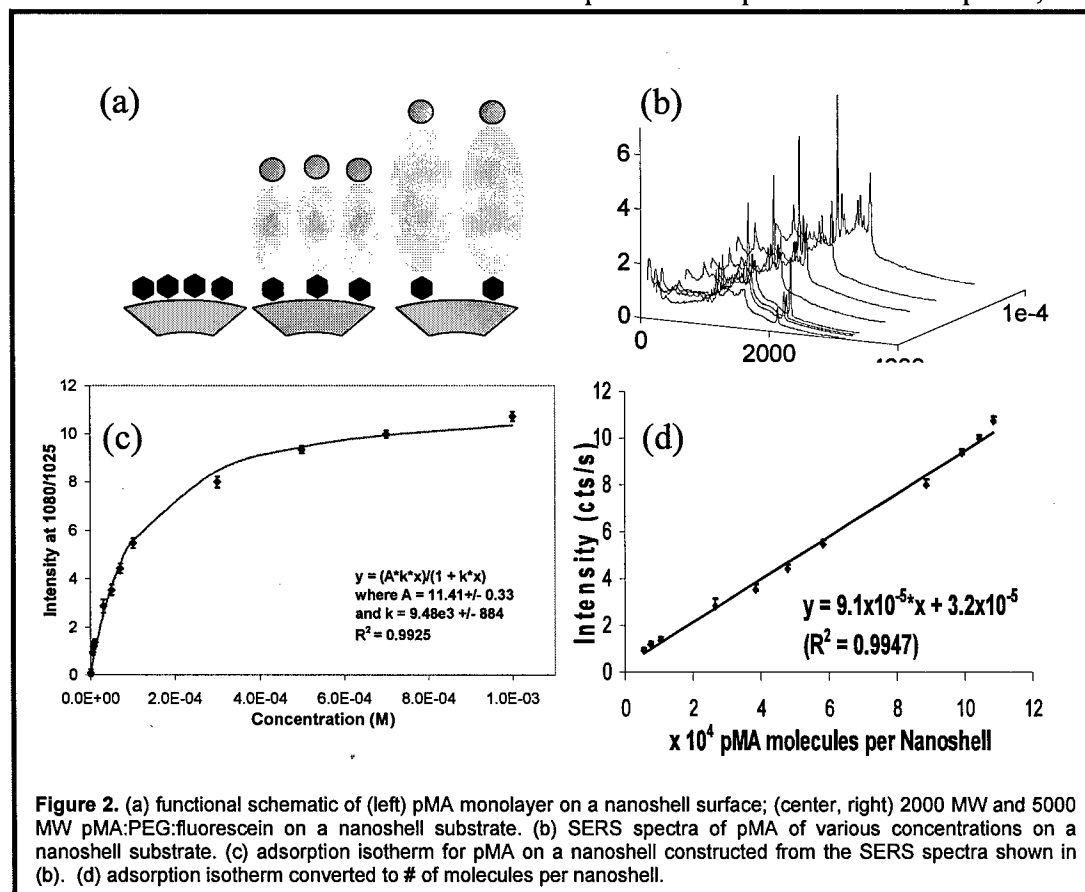 (a)
(b)
6
4
2
0
0
2000
1e-4
12
10
8
6
4
2
0
(c)
Intensity at 1080/1025
y = (A*k*x)/(1 + k*x)
where A = 11.41+/- 0.33
and k = 9.48e3 +/- 884
R² = 0.9925
0.0E+00 2.0E-04 4.0E-04 6.0E-04 8.0E-04 1.0E-03
Concentration (M)
12
10
8
6
4
2
0
(d)
Intensity (cts/s)
y = 9.1x10⁻⁵*x + 3.2x10⁻⁵
(R² = 0.9947)
0 2 4 6 8 10 12
x 10⁴ pMA molecules per Nanoshell
Figure 2. (a) functional schematic of (left) pMA monolayer on a nanoshell surface; (center, right) 2000 MW and 5000
MW pMA:PEG:fluorescein on a nanoshell substrate. (b) SERS spectra of pMA of various concentrations on a
nanoshell substrate. (c) adsorption isotherm for pMA on a nanoshell constructed from the SERS spectra shown in
(b). (d) adsorption isotherm converted to # of molecules per nanoshell.